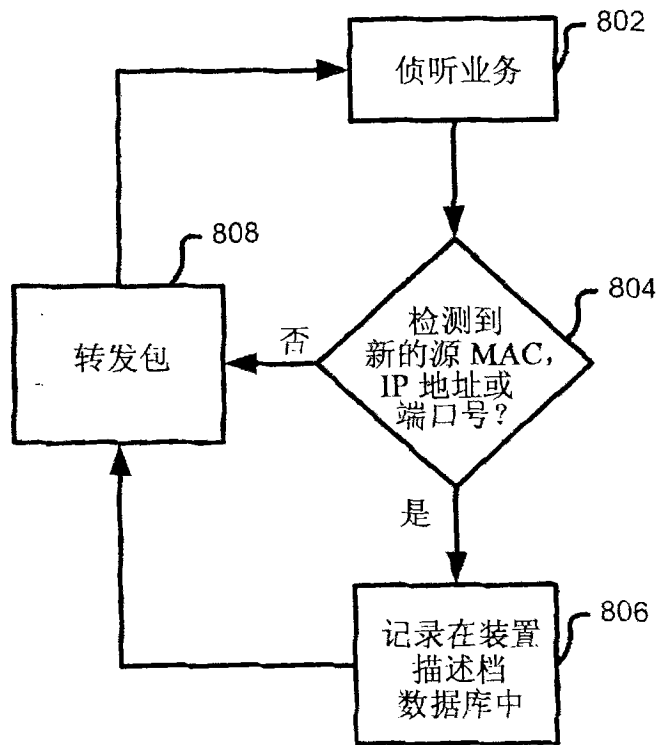 802
侦听业务
808
转发包
804
检测到
新的源 MAC,
IP 地址或
端口号?
否
是
806
记录在装置
描述档
数据库中